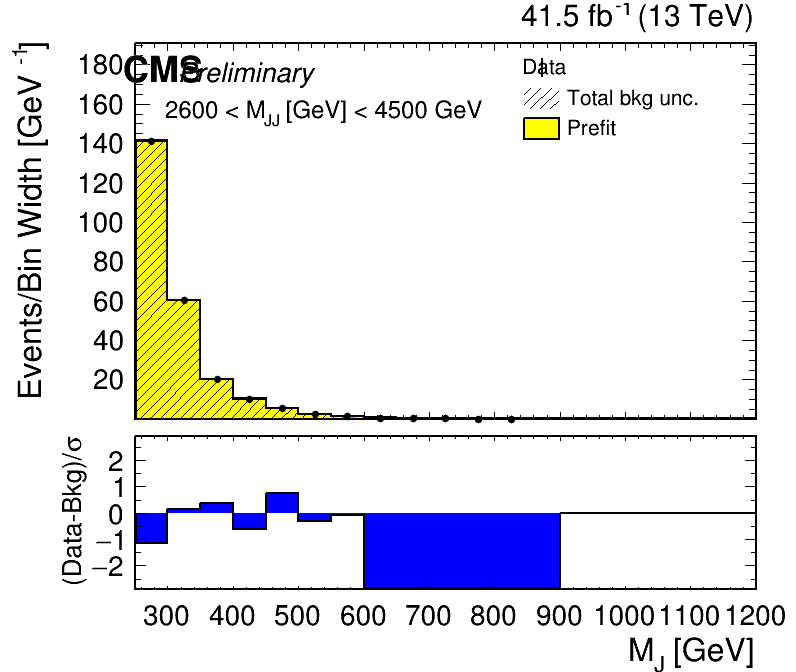 41.5 fb⁻¹ (13 TeV)
CMS Preliminary
2600 < M_JJ [GeV] < 4500 GeV
Data
Total bkg unc.
Prefit
Events/Bin Width [GeV⁻¹]
180
160
140
120
100
80
60
40
20
(Data-Bkg)/σ
2
1
0
−1
−2
300 400 500 600 700 800 900 1000 1100 1200
M_J [GeV]